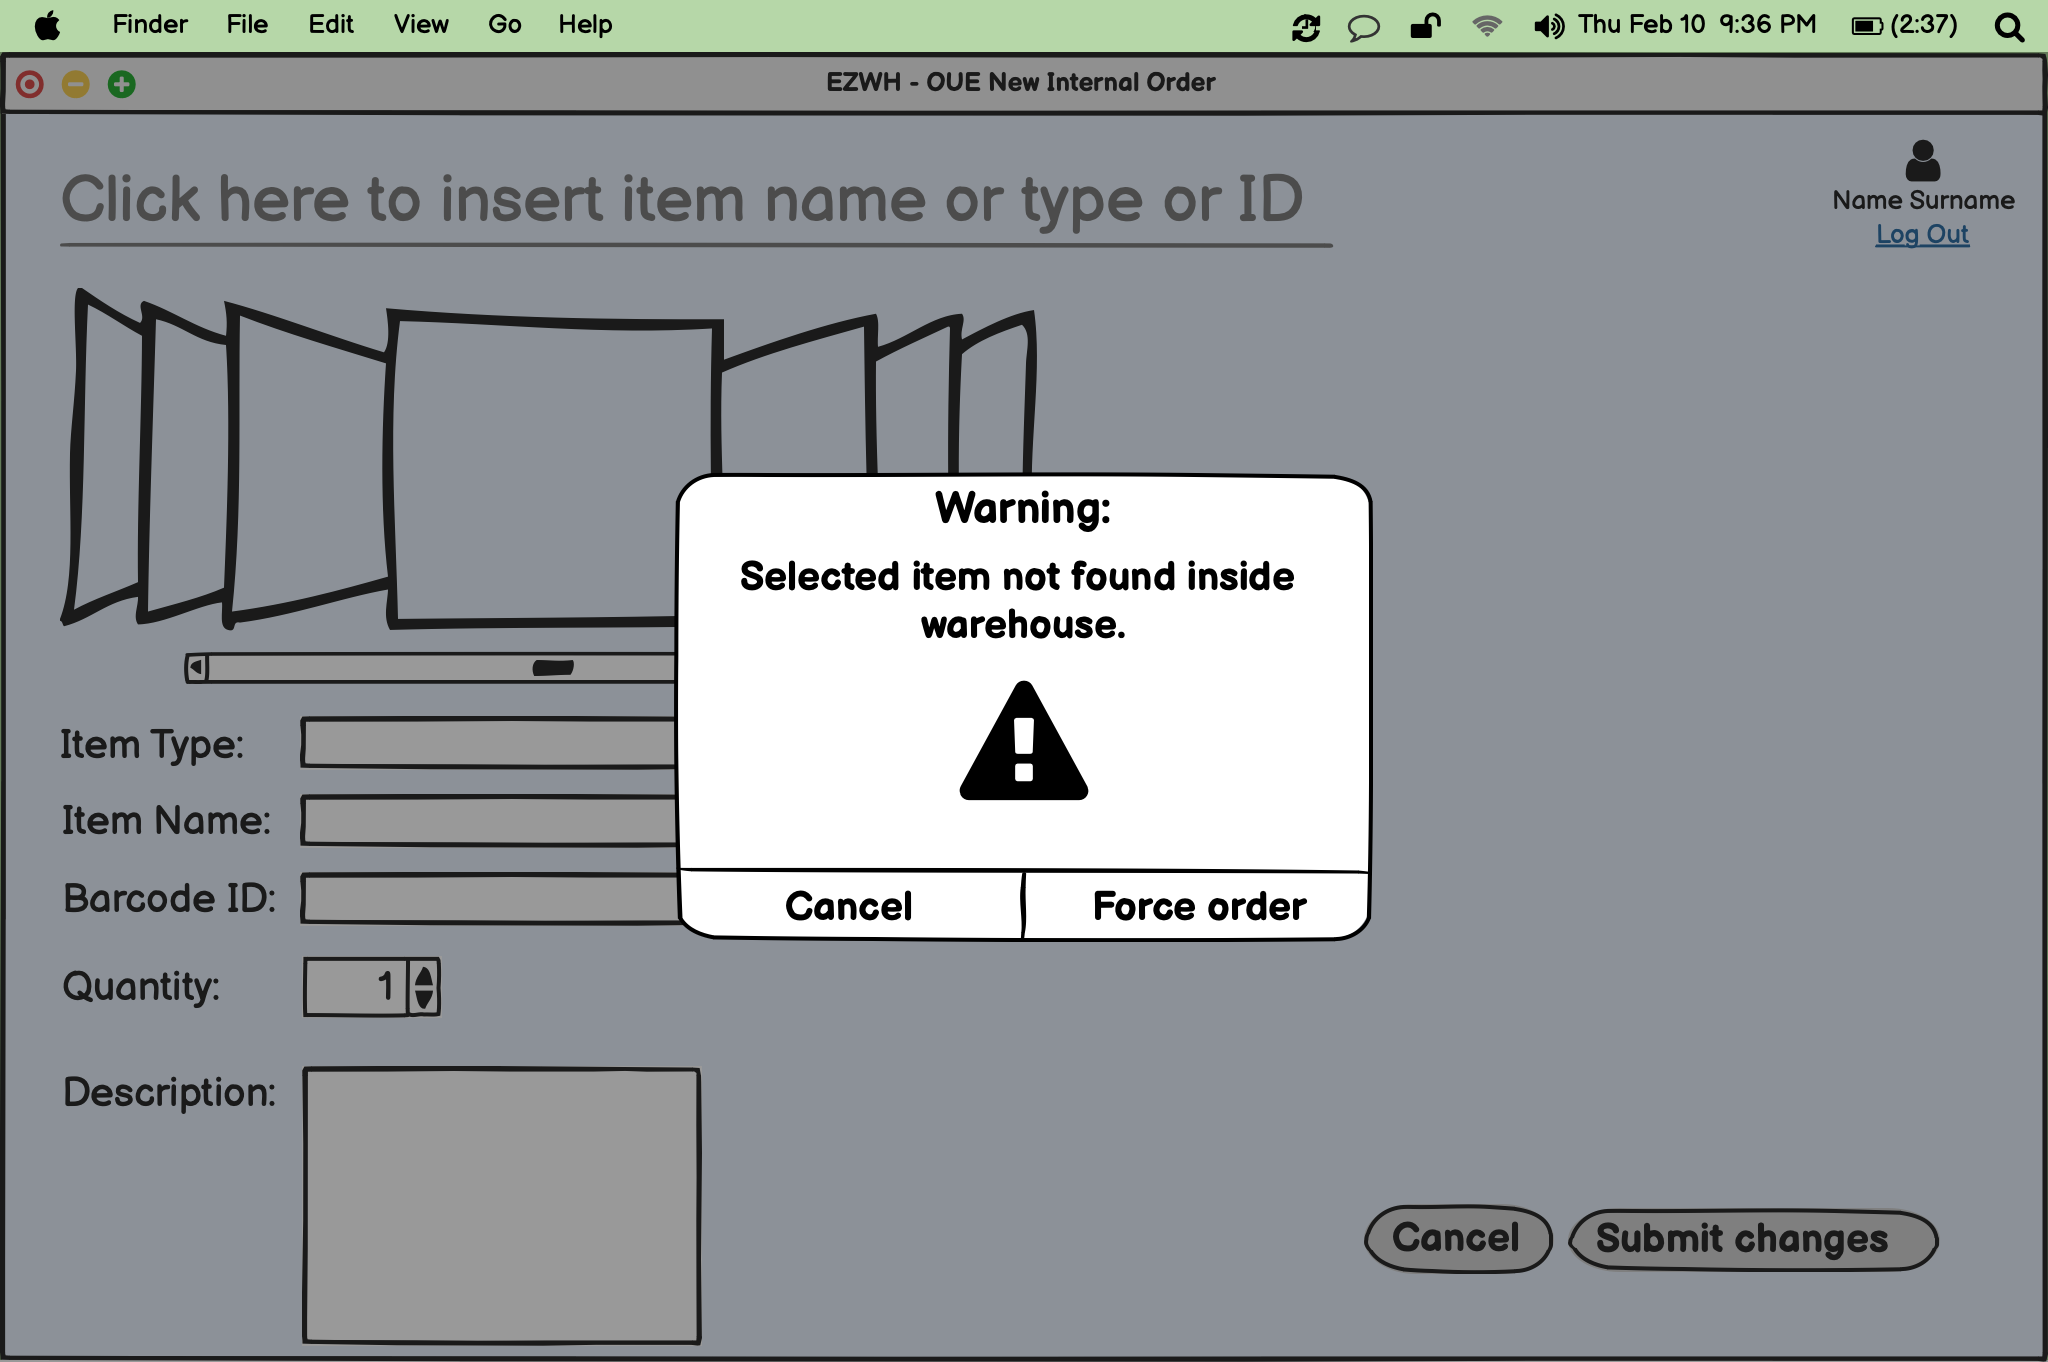 Finder File Edit View Go Help Thu Feb 10 9:36 PM (2:37)
EZWH - OUE New Internal Order
Click here to insert item name or type or ID
Name Surname
Log Out
Warning:
Selected item not found inside
warehouse.
Item Type:
Item Name:
Barcode ID:
Cancel Force order
Quantity: 1
Description:
Cancel Submit changes